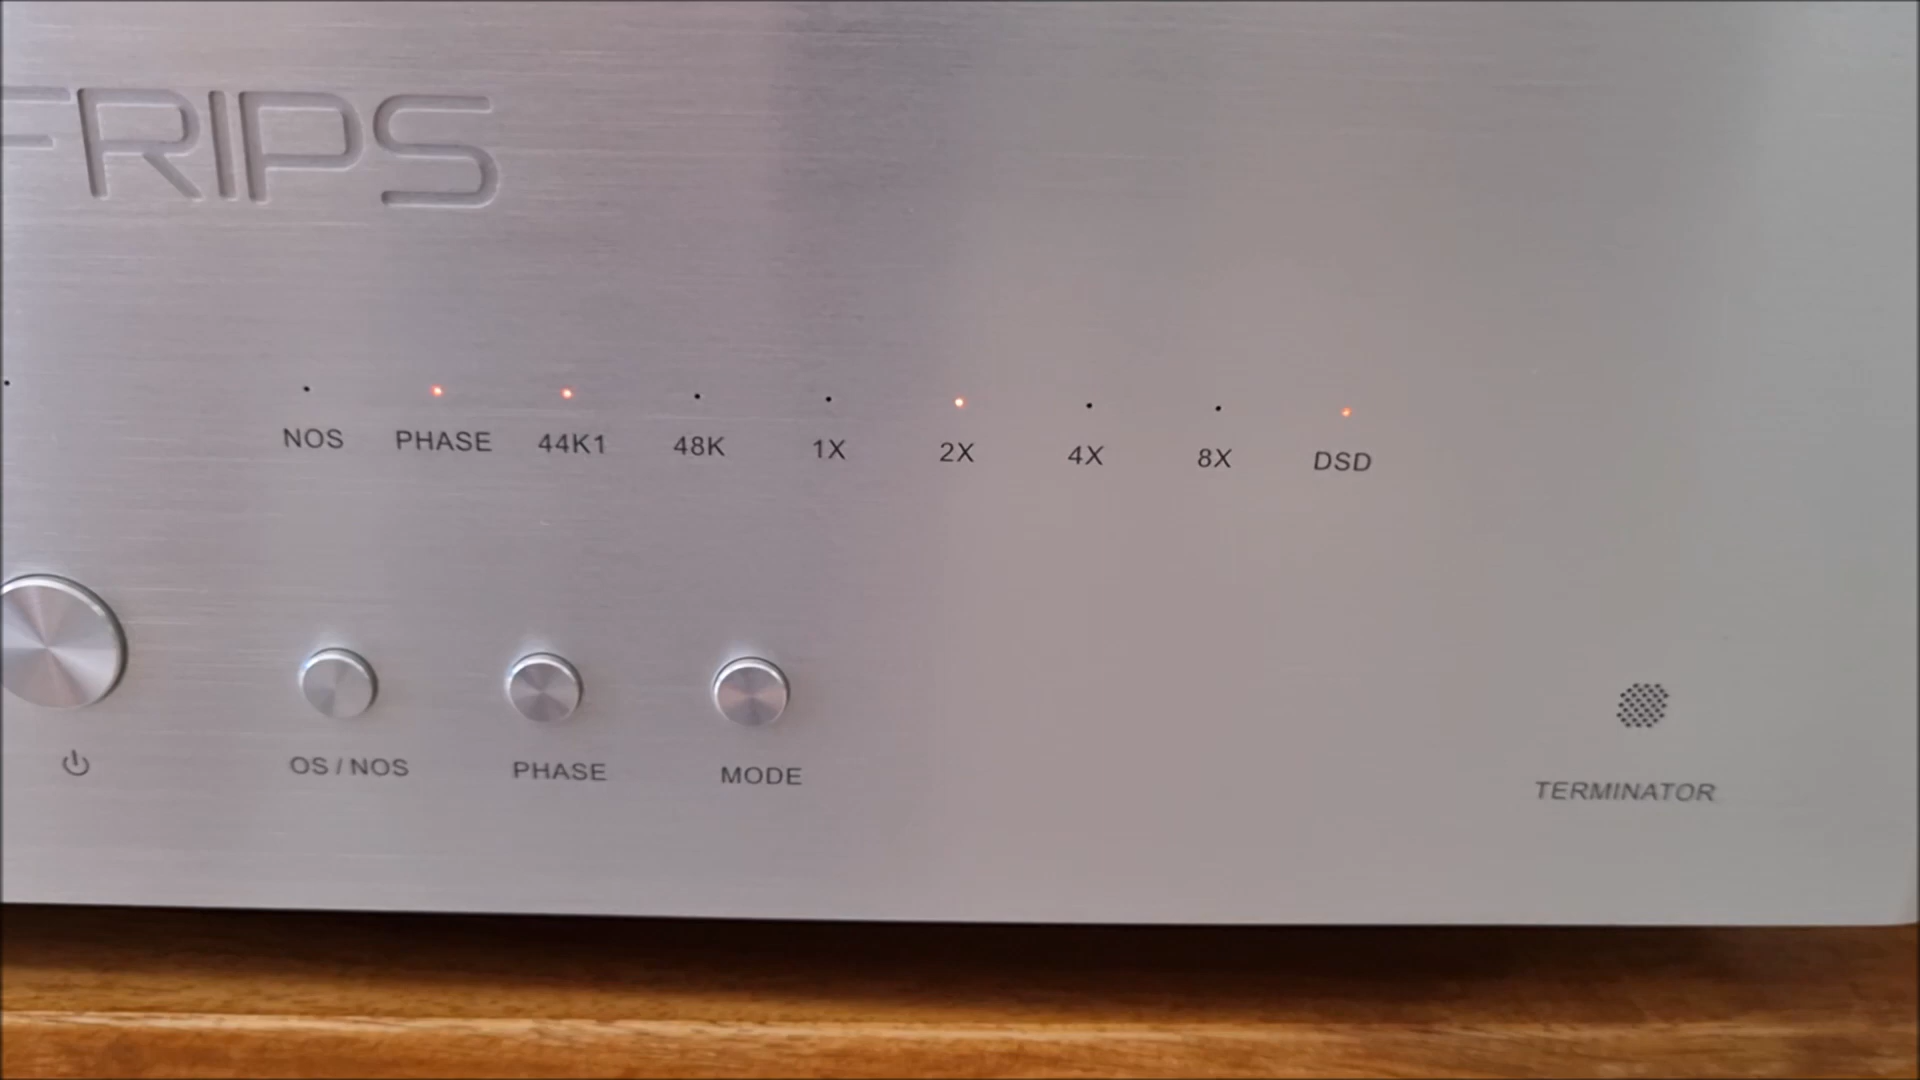 FRIPS
NOS PHASE 44K1 48K 1X 2X 4X 8X DSD
OS / NOS PHASE MODE TERMINATOR